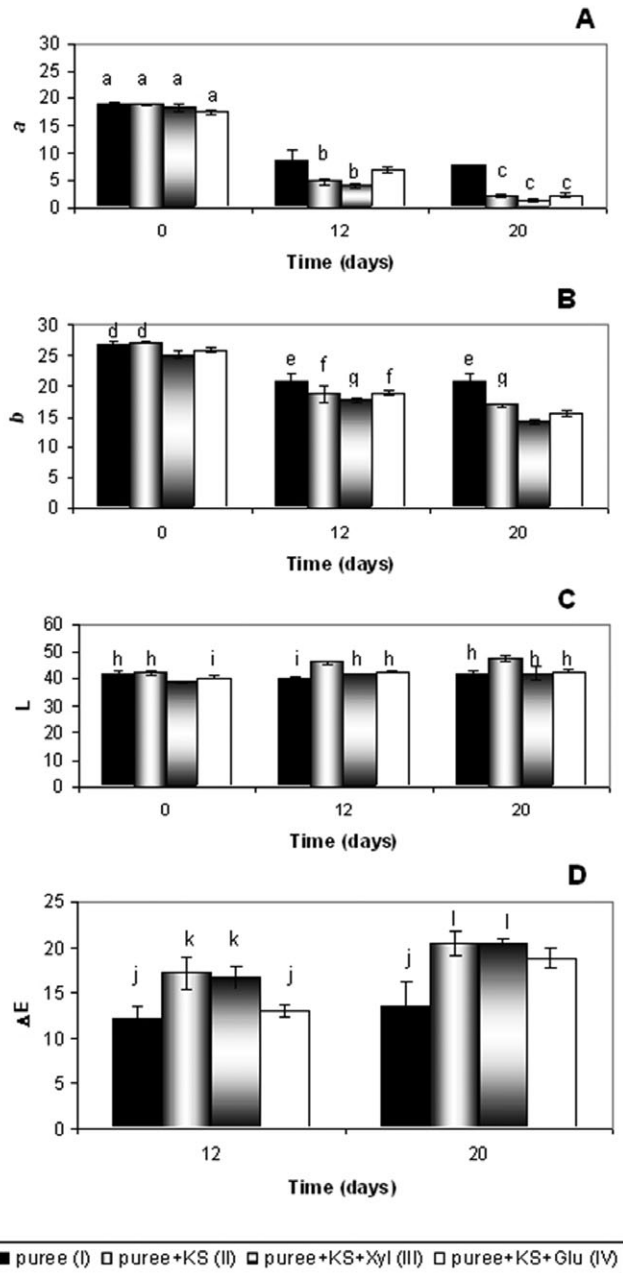 A
30
25
20
15
10
5
0
a
a a a a
b b
c c c
0 12 20
Time (days)
B
30
25
20
15
10
5
0
b
d d
e f g f
e g
0 12 20
Time (days)
C
60
50
40
30
20
10
0
L
h h i
i h h
h h h
0 12 20
Time (days)
D
25
20
15
10
5
0
ΔE
j k k j
j l l
12 20
Time (days)
puree (I) puree+KS (II) puree+KS+Xyl (III) puree+KS+Glu (IV)